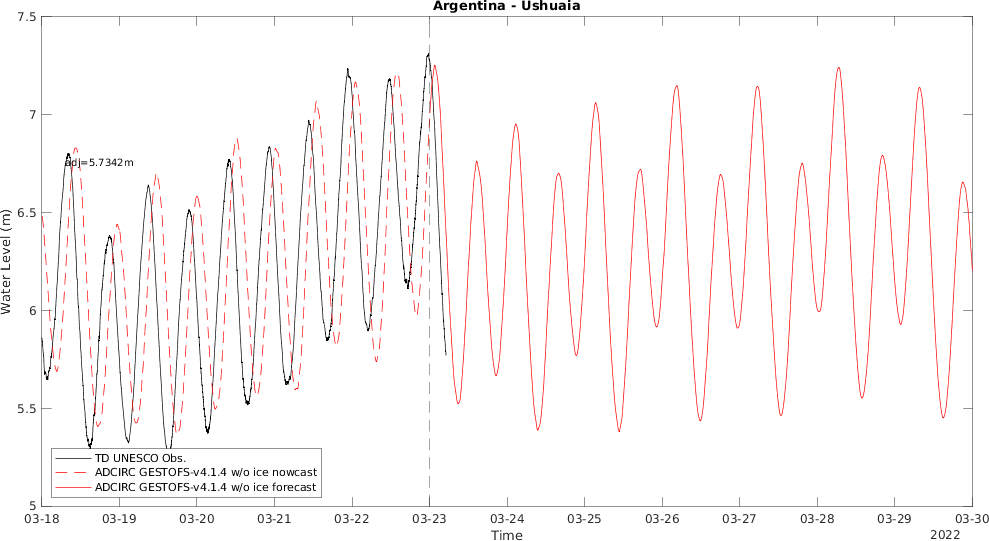 Argentina - Ushuaia
7.5
7
6.5
6
5.5
5
Water Level (m)
adj=5.7342m
TD UNESCO Obs.
ADCIRC GESTOFS-v4.1.4 w/o ice nowcast
ADCIRC GESTOFS-v4.1.4 w/o ice forecast
03-18 03-19 03-20 03-21 03-22 03-23 03-24 03-25 03-26 03-27 03-28 03-29 03-30
Time
2022